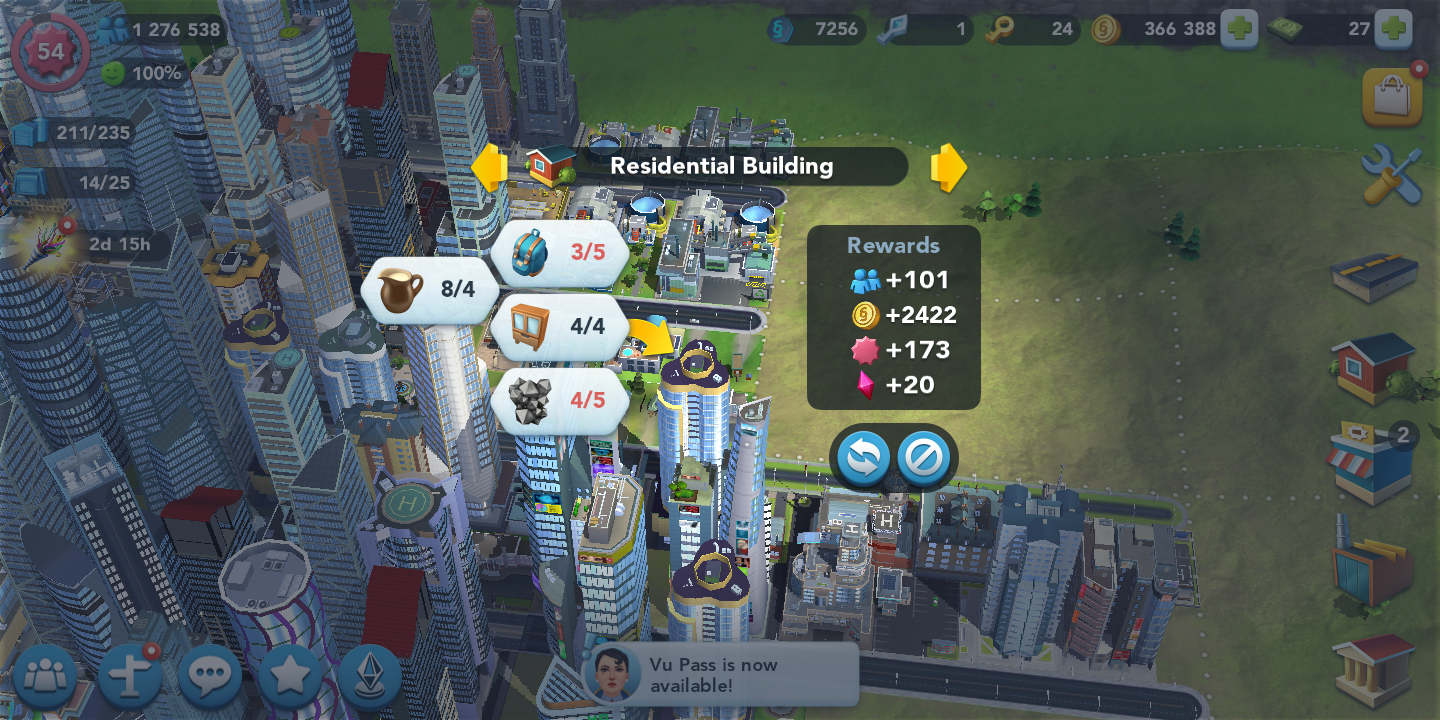 54
1 276 538
100%
7256
1
24
366 388
27
211/235
14/25
2d 15h
Residential Building
3/5
8/4
4/4
4/5
Rewards
+101
+2422
+173
+20
2
H
H
H
H
Vu Pass is now
available!